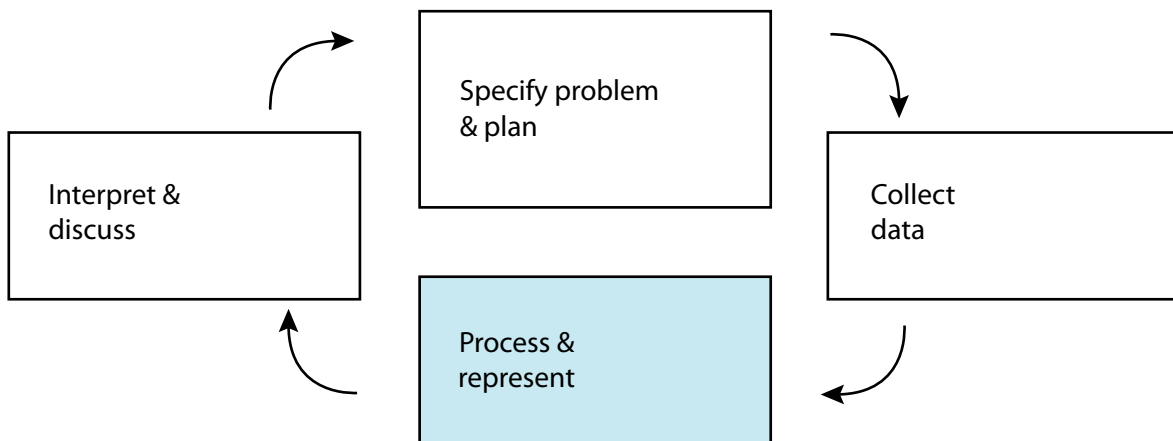 Specify problem
& plan
Interpret &
discuss
Collect
data
Process &
represent